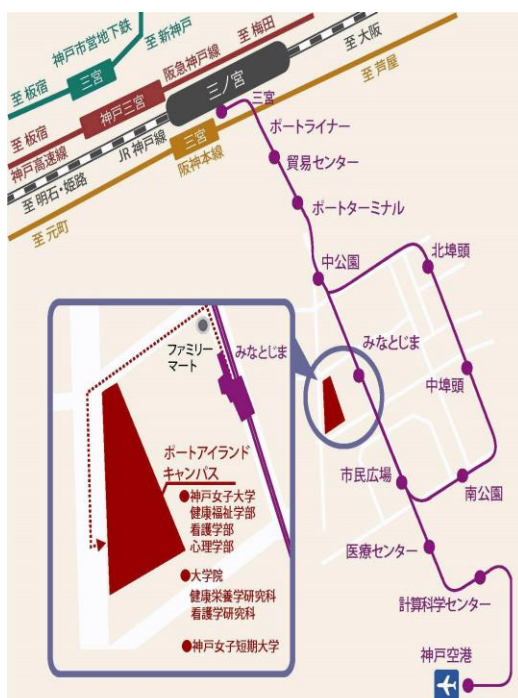 神戸市営地下鉄
至 新神戸
至 梅田
至 大阪
至 板宿
三宮
阪急神戸線
三ノ宮
至 芦屋
至 板宿
神戸三宮
三宮
神戸高速線
JR神戸線
三宮
ポートライナー
至 明石・姫路
阪神本線
貿易センター
至 元町
ポートターミナル
中公園
北埠頭
みなとじま
中埠頭
市民広場
南公園
医療センター
計算科学センター
神戸空港
ファミリー
マート
みなとじま
ポートアイランド
キャンパス
●神戸女子大学
健康福祉学部
看護学部
心理学部
●大学院
健康栄養学研究科
看護学研究科
●神戸女子短期大学